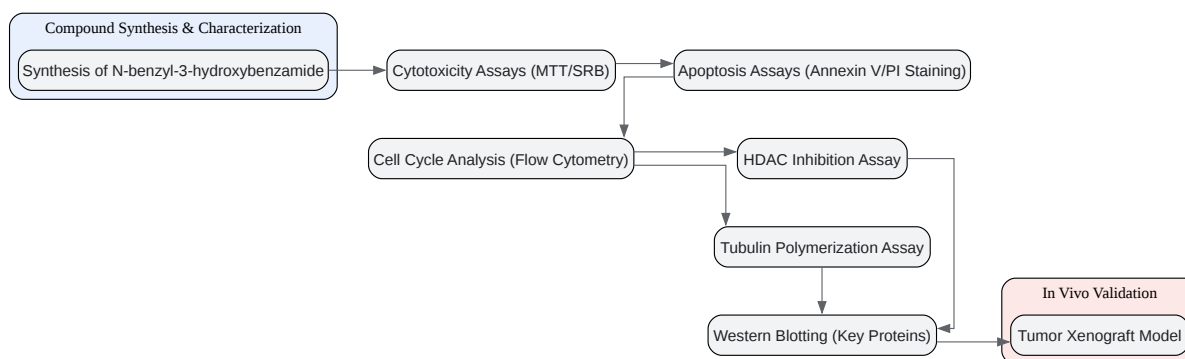 Compound Synthesis & Characterization
Synthesis of N-benzyl-3-hydroxybenzamide
Cytotoxicity Assays (MTT/SRB)
Apoptosis Assays (Annexin V/PI Staining)
Cell Cycle Analysis (Flow Cytometry)
HDAC Inhibition Assay
Tubulin Polymerization Assay
In Vivo Validation
Western Blotting (Key Proteins)
Tumor Xenograft Model